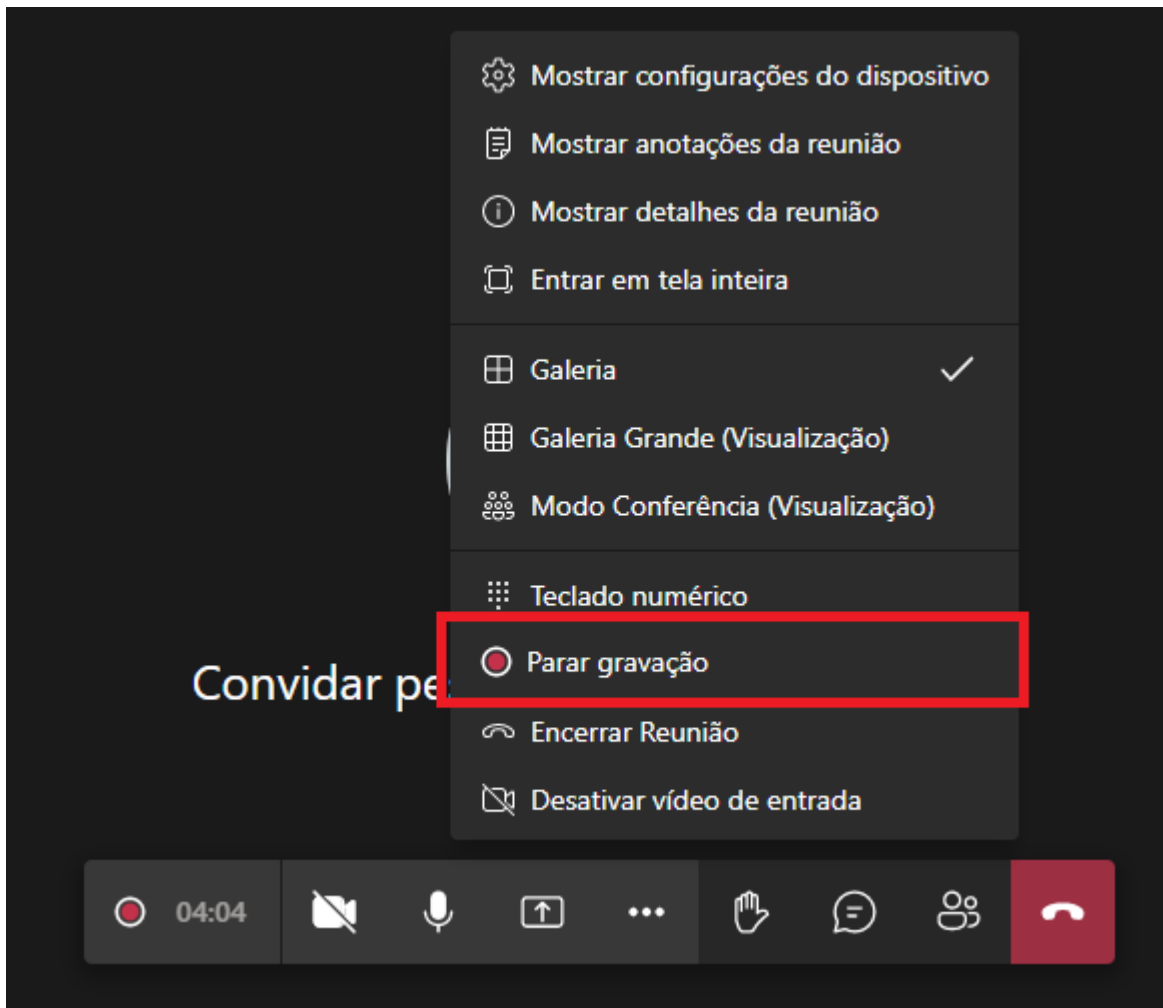 Mostrar configurações do dispositivo
Mostrar anotações da reunião
Mostrar detalhes da reunião
Entrar em tela inteira
Galeria
Galeria Grande (Visualização)
Modo Conferência (Visualização)
Teclado numérico
Parar gravação
Convidar
Encerrar Reunião
Desativar vídeo de entrada
04:04